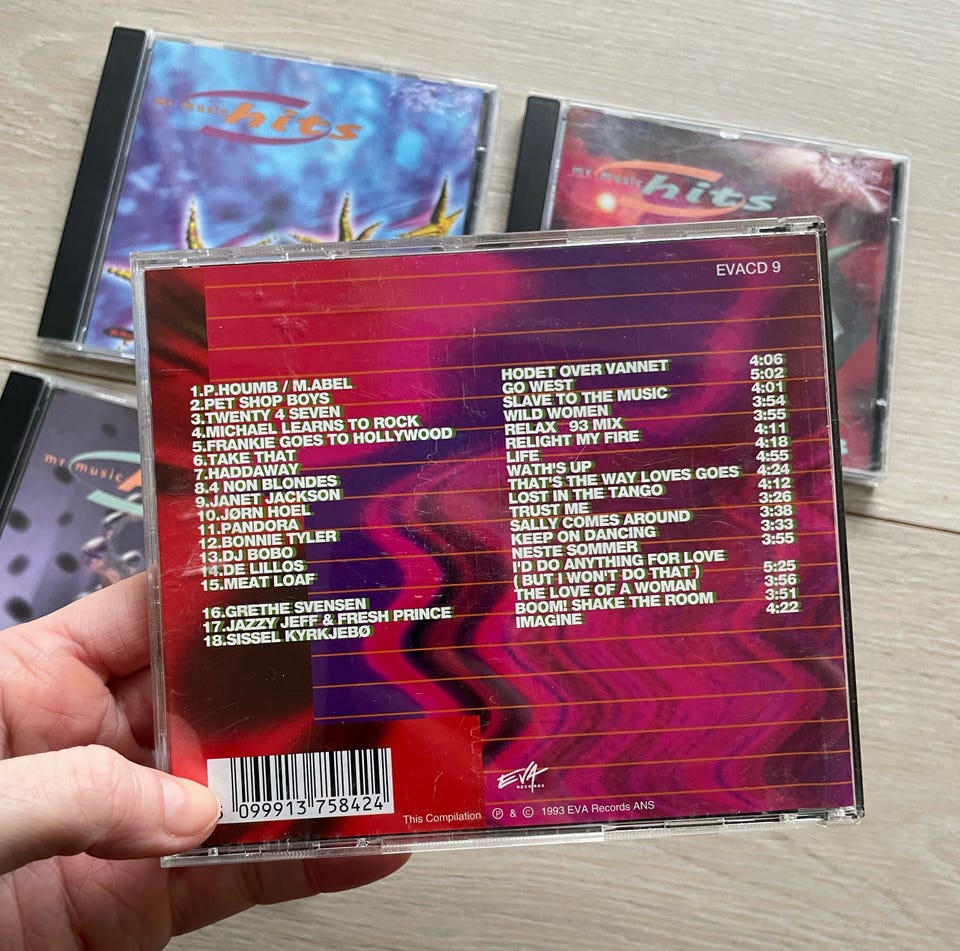 mr music hits
mr music hits
mr music
EVACD 9
1.P.HOUMB / M.ABEL HODET OVER VANNET 4:06
2.PET SHOP BOYS GO WEST 5:02
3.TWENTY 4 SEVEN SLAVE TO THE MUSIC 4:01
4.MICHAEL LEARNS TO ROCK WILD WOMEN 3:54
5.FRANKIE GOES TO HOLLYWOOD RELAX 93 MIX 3:55
6.TAKE THAT RELIGHT MY FIRE 4:11
7.HADDAWAY LIFE 4:18
8.4 NON BLONDES WATH'S UP 4:55
9.JANET JACKSON THAT'S THE WAY LOVES GOES 4:24
10.JØRN HOEL LOST IN THE TANGO 4:12
11.PANDORA TRUST ME 3:26
12.BONNIE TYLER SALLY COMES AROUND 3:38
13.DJ BOBO KEEP ON DANCING 3:33
14.DE LILLOS NESTE SOMMER 3:55
15.MEAT LOAF I'D DO ANYTHING FOR LOVE
( BUT I WON'T DO THAT ) 5:25
16.GRETHE SVENSEN THE LOVE OF A WOMAN 3:56
17.JAZZY JEFF & FRESH PRINCE BOOM! SHAKE THE ROOM 3:51
18.SISSEL KYRKJEBØ IMAGINE 4:22
099913 758424
EVA
RECORDS
This Compilation ℗ & © 1993 EVA Records ANS